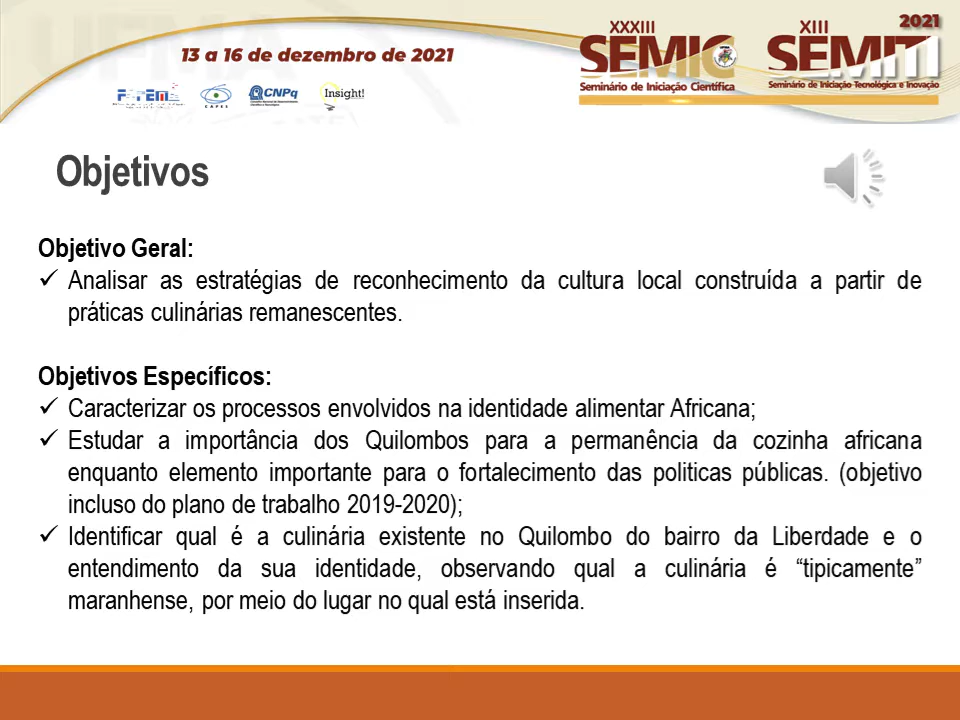 2021
XXXIII
XIII
13 a 16 de dezembro de 2021
SEMIC
SEMITI
Seminário de Iniciação Científica
Seminário de Iniciação Tecnológica e Inovação
CAPES
CNPq
Insight!
Objetivos
Objetivo Geral:
✓ Analisar as estratégias de reconhecimento da cultura local construída a partir de
práticas culinárias remanescentes.
Objetivos Específicos:
✓ Caracterizar os processos envolvidos na identidade alimentar Africana;
✓ Estudar a importância dos Quilombos para a permanência da cozinha africana
enquanto elemento importante para o fortalecimento das politicas públicas. (objetivo
incluso do plano de trabalho 2019-2020);
✓ Identificar qual é a culinária existente no Quilombo do bairro da Liberdade e o
entendimento da sua identidade, observando qual a culinária é “tipicamente”
maranhense, por meio do lugar no qual está inserida.